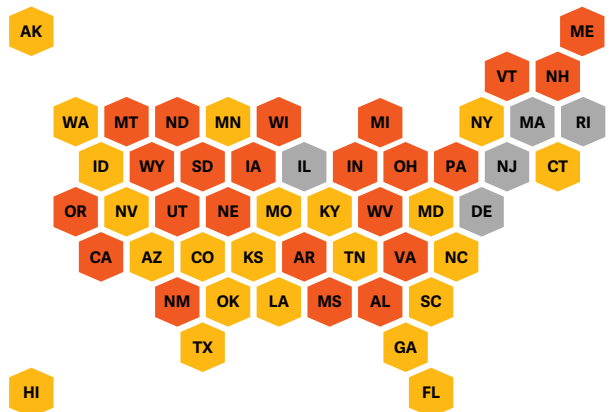 AK ME
VT NH
WA MT ND MN WI MI NY MA RI
ID WY SD IA IL IN OH PA NJ CT
OR NV UT NE MO KY WV MD DE
CA AZ CO KS AR TN VA NC
NM OK LA MS AL SC
TX GA
HI FL